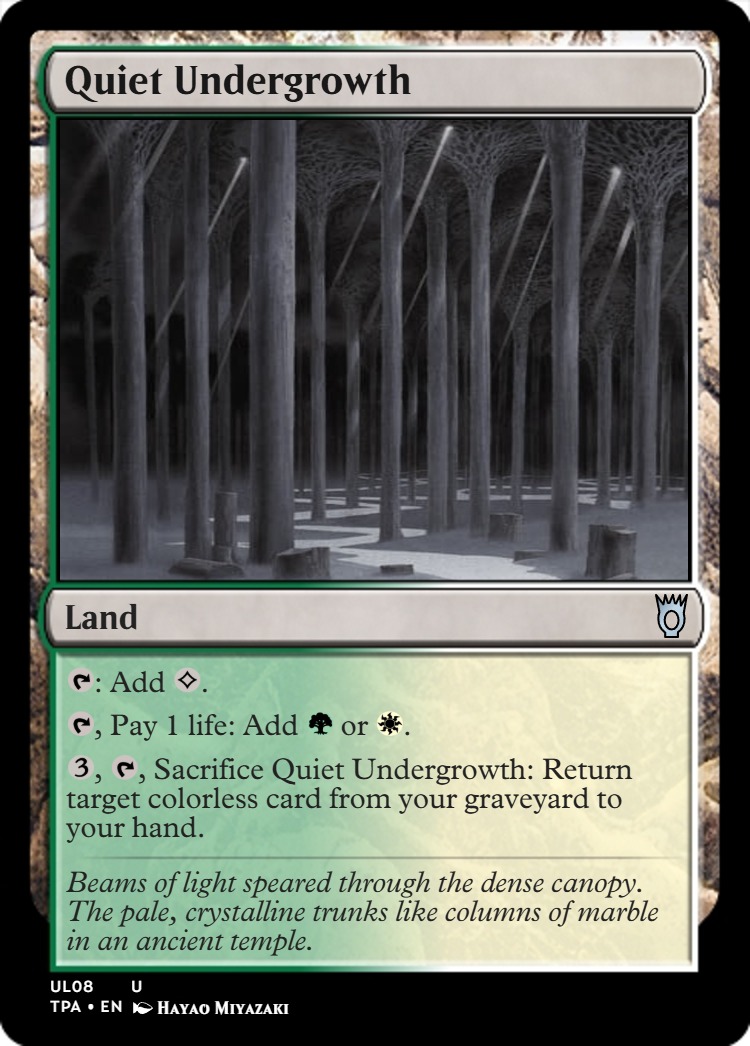 Quiet Undergrowth
Land
: Add .
, Pay 1 life: Add or .
3, , Sacrifice Quiet Undergrowth: Return
target colorless card from your graveyard to
your hand.
Beams of light speared through the dense canopy.
The pale, crystalline trunks like columns of marble
in an ancient temple.
UL08 U
TPA • EN Hayao Miyazaki